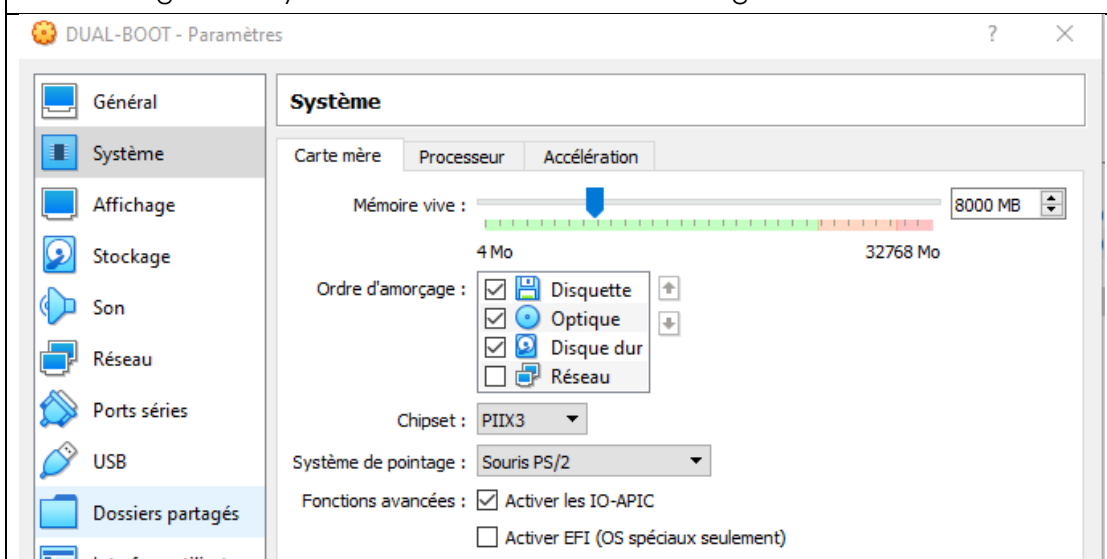 DUAL-BOOT - Paramètres
Général
Système
Affichage
Stockage
Son
Réseau
Ports séries
USB
Dossiers partagés
Système
Carte mère Processeur Accélération
Mémoire vive : 8000 MB
4 Mo 32768 Mo
Ordre d'amorçage : Disquette
Optique
Disque dur
Réseau
Chipset : PIIX3
Système de pointage : Souris PS/2
Fonctions avancées : Activer les IO-APIC
Activer EFI (OS spéciaux seulement)